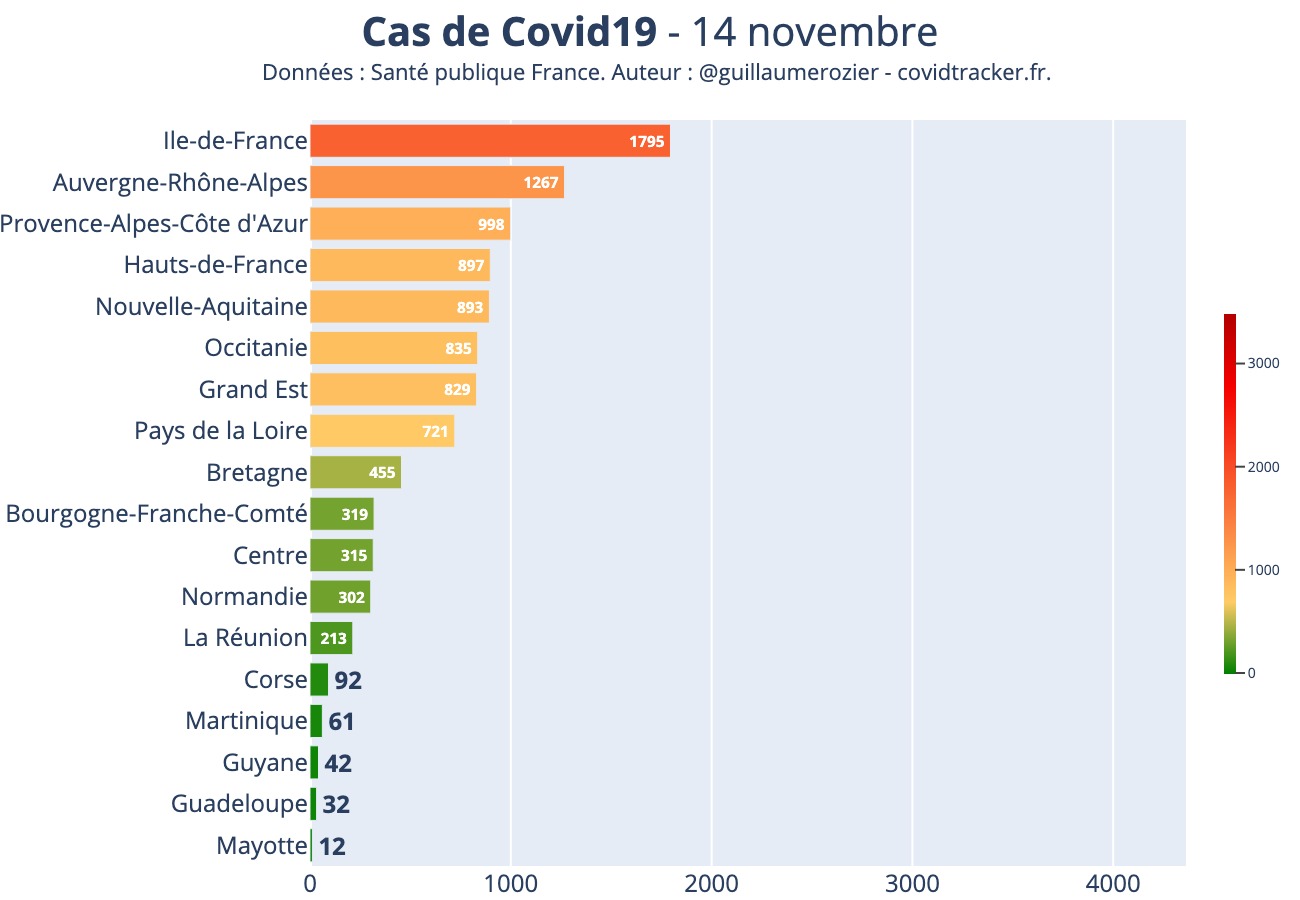 Cas de Covid19 - 14 novembre
Données : Santé publique France. Auteur : @guillaumerozier - covidtracker.fr.
Ile-de-France 1795
Auvergne-Rhône-Alpes 1267
Provence-Alpes-Côte d'Azur 998
Hauts-de-France 897
Nouvelle-Aquitaine 893
Occitanie 835
Grand Est 829
Pays de la Loire 721
Bretagne 455
Bourgogne-Franche-Comté 319
Centre 315
Normandie 302
La Réunion 213
Corse 92
Martinique 61
Guyane 42
Guadeloupe 32
Mayotte 12
0 1000 2000 3000 4000
3000
2000
1000
0